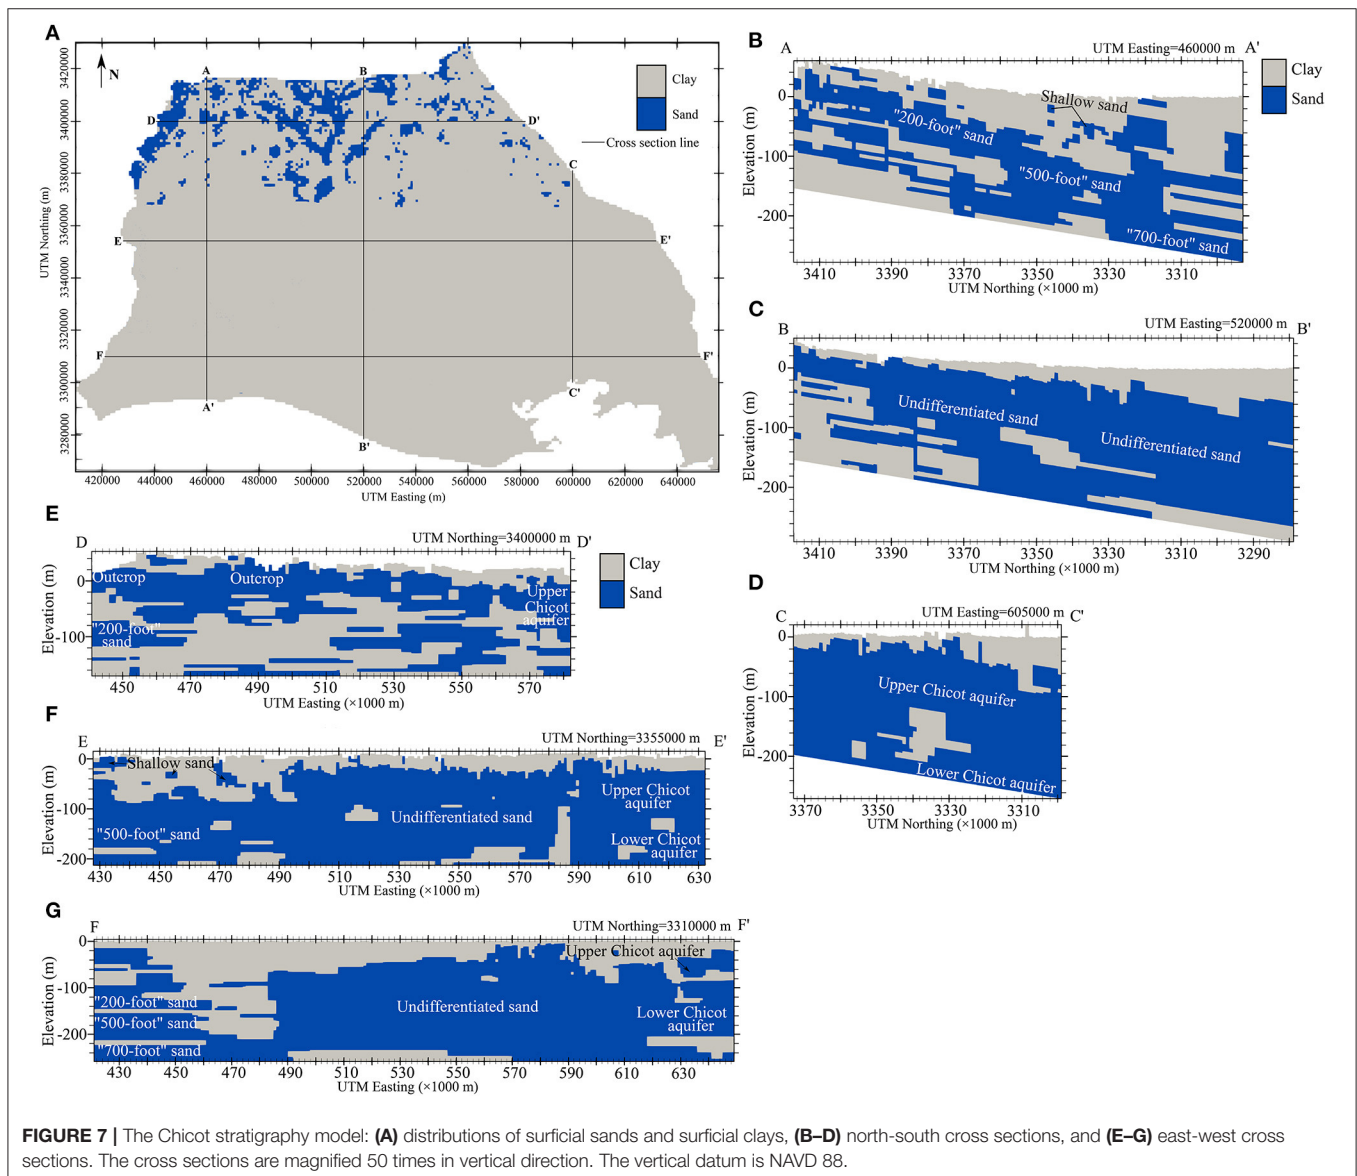 A
N
Clay
Sand
Cross section line
A
B
D
D'
C
E
E'
F
F'
A'
C'
B'
3420000
3400000
3380000
3360000
3340000
3320000
3300000
3280000
UTM Northing (m)
420000 440000 460000 480000 500000 520000 540000 560000 580000 600000 620000 640000
UTM Easting (m)
B
A
UTM Easting=460000 m
A'
Clay
Sand
Shallow sand
"200-foot" sand
"500-foot" sand
"700-foot" sand
0
-100
-200
Elevation (m)
3410 3390 3370 3350 3330 3310
UTM Northing (×1000 m)
C
UTM Easting=520000 m
B
B'
Undifferentiated sand
Undifferentiated sand
0
-100
-200
Elevation (m)
3410 3390 3370 3350 3330 3310 3290
UTM Northing (×1000 m)
E
UTM Northing=3400000 m
D
D'
Clay
Sand
Outcrop
Outcrop
Upper
Chicot
aquifer
"200-foot"
sand
0
-100
Elevation (m)
450 470 490 510 530 550 570
UTM Easting (×1000 m)
D
UTM Easting=605000 m
C
C'
Upper Chicot aquifer
Lower Chicot aquifer
0
-100
-200
Elevation (m)
3370 3350 3330 3310
UTM Northing (×1000 m)
F
UTM Northing=3355000 m
E
E'
Shallow sand
Upper Chicot
aquifer
Undifferentiated sand
"500-foot" sand
Lower Chicot
aquifer
0
-100
-200
Elevation (m)
430 450 470 490 510 530 550 570 590 610 630
UTM Easting (×1000 m)
G
UTM Northing=3310000 m
F
F'
Upper Chicot aquifer
"200-foot" sand
Undifferentiated sand
Lower Chicot
aquifer
"500-foot" sand
"700-foot" sand
0
-100
-200
Elevation (m)
430 450 470 490 510 530 550 570 590 610 630
421
UTM Easting (×1000 m)
FIGURE 7 | The Chicot stratigraphy model: (A) distributions of surficial sands and surficial clays, (B–D) north-south cross sections, and (E–G) east-west cross
sections. The cross sections are magnified 50 times in vertical direction. The vertical datum is NAVD 88.